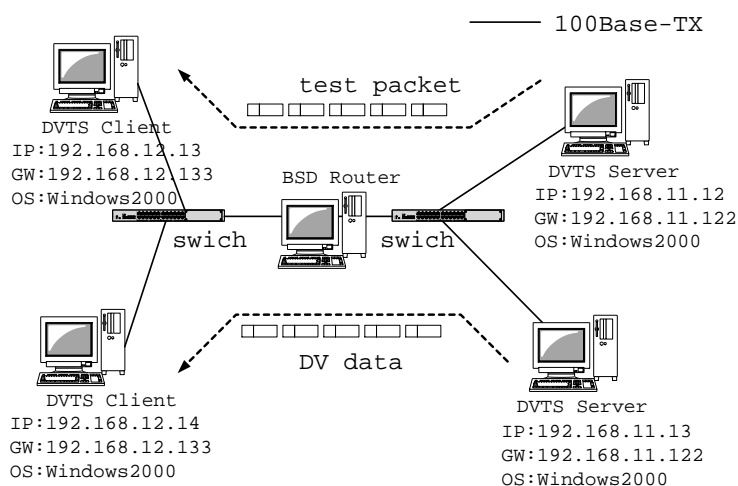 100Base-TX
test packet
DVTS Client
IP:192.168.12.13
GW:192.168.12.133
OS:Windows2000
BSD Router
DVTS Server
IP:192.168.11.12
GW:192.168.11.122
OS:Windows2000
swich
swich
DV data
DVTS Client
IP:192.168.12.14
GW:192.168.12.133
OS:Windows2000
DVTS Server
IP:192.168.11.13
GW:192.168.11.122
OS:Windows2000